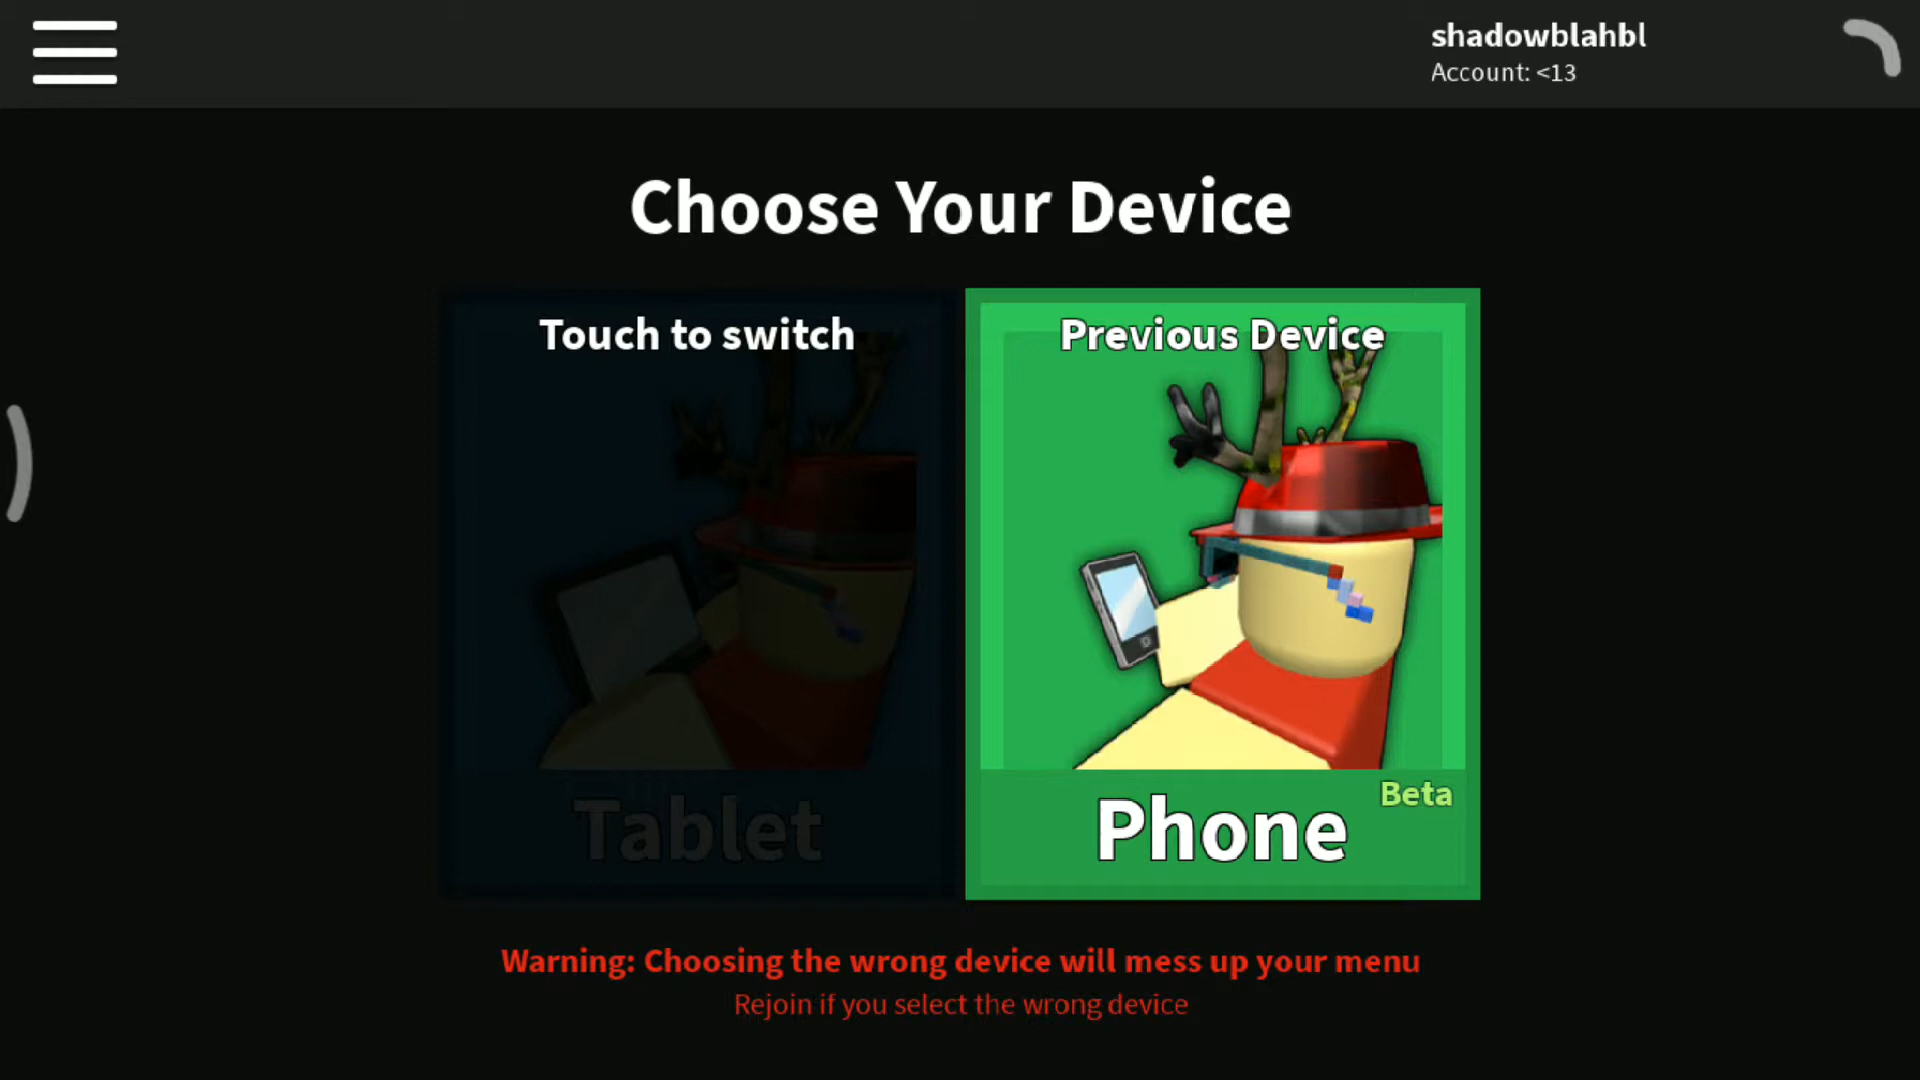 shadowblahbl
Account: <13
Choose Your Device
Touch to switch
Previous Device
Tablet
Phone
Beta
Warning: Choosing the wrong device will mess up your menu
Rejoin if you select the wrong device